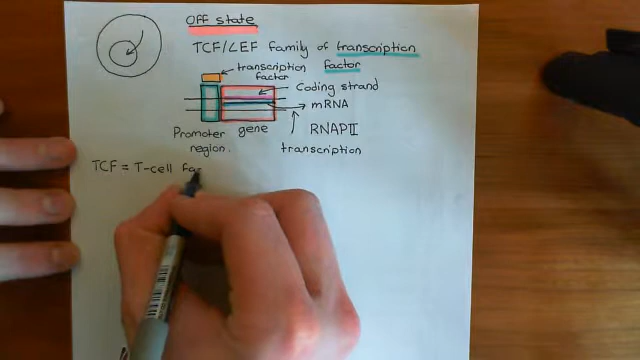 OFF state
TCF/LEF family of transcription
factor
transcription
factor
Coding strand
mRNA
Promoter
region.
gene
RNAPII
transcription
TCF = T-cell fac